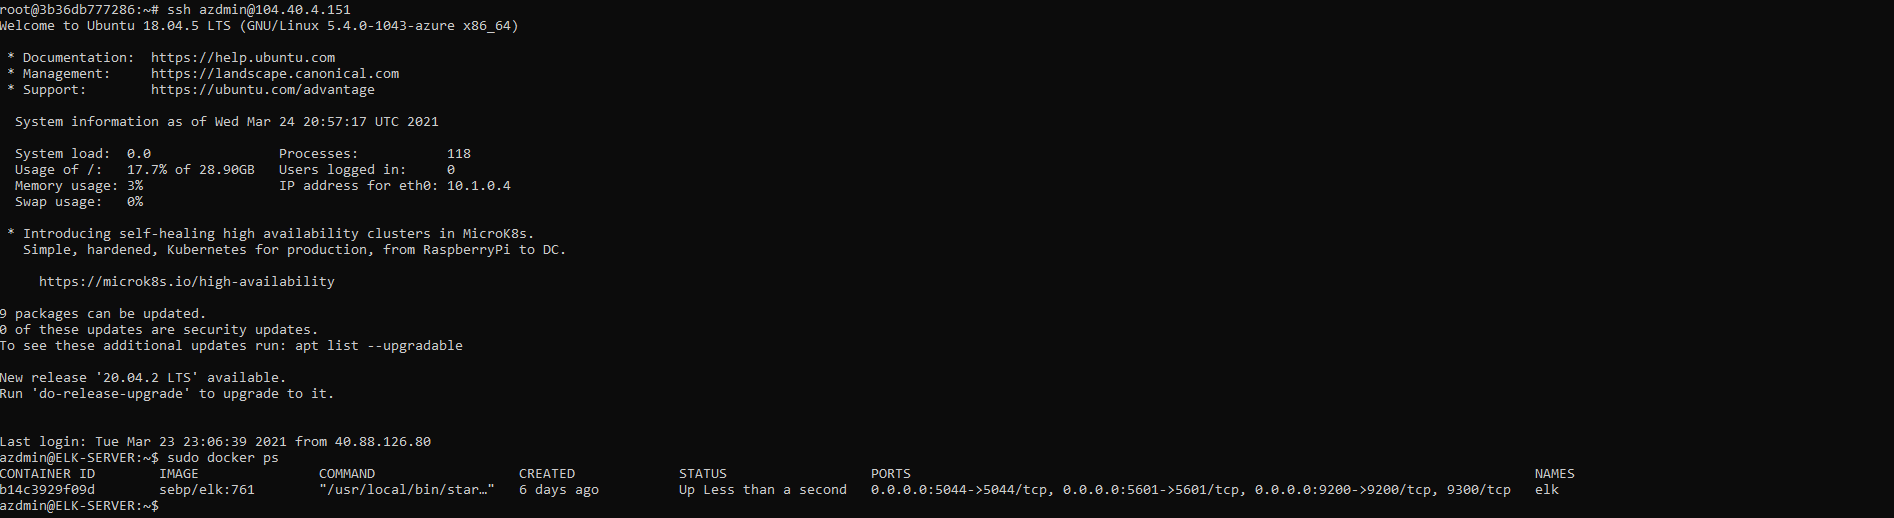 root@3b36db777286:~# ssh azdmin@104.40.4.151
Welcome to Ubuntu 18.04.5 LTS (GNU/Linux 5.4.0-1043-azure x86_64)
* Documentation:  https://help.ubuntu.com
* Management:     https://landscape.canonical.com
* Support:        https://ubuntu.com/advantage
System information as of Wed Mar 24 20:57:17 UTC 2021
System load:  0.0                Processes:           118
Usage of /:   17.7% of 28.90GB   Users logged in:     0
Memory usage: 3%                 IP address for eth0: 10.1.0.4
Swap usage:   0%
* Introducing self-healing high availability clusters in MicroK8s.
Simple, hardened, Kubernetes for production, from RaspberryPi to DC.
https://microk8s.io/high-availability
9 packages can be updated.
0 of these updates are security updates.
To see these additional updates run: apt list --upgradable
New release '20.04.2 LTS' available.
Run 'do-release-upgrade' to upgrade to it.
Last login: Tue Mar 23 23:06:39 2021 from 40.88.126.80
azdmin@ELK-SERVER:~$ sudo docker ps
CONTAINER ID        IMAGE               COMMAND                  CREATED             STATUS                  PORTS                                                                              NAMES
b14c3929f09d        sebp/elk:761        "/usr/local/bin/star…"   6 days ago          Up Less than a second   0.0.0.0:5044->5044/tcp, 0.0.0.0:5601->5601/tcp, 0.0.0.0:9200->9200/tcp, 9300/tcp   elk
azdmin@ELK-SERVER:~$